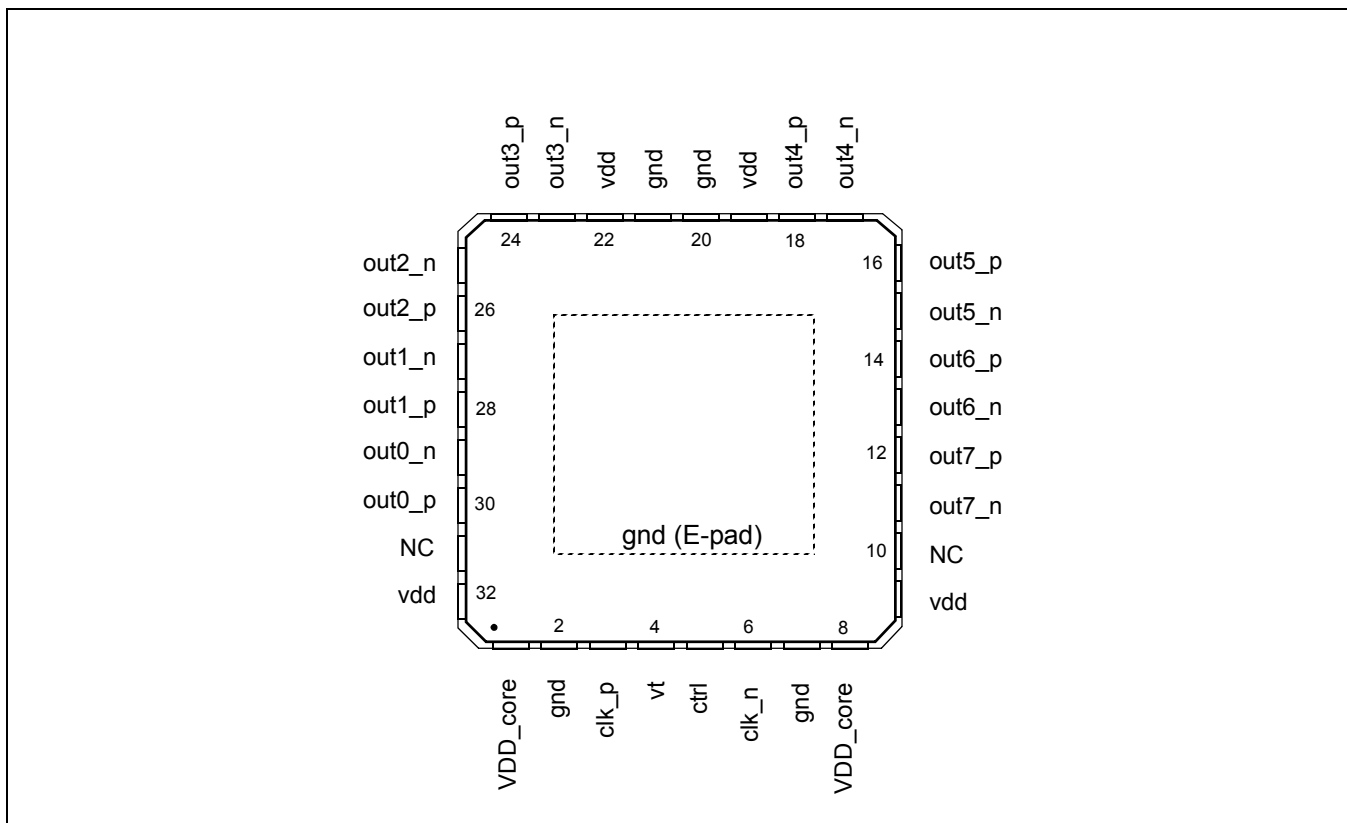 out3_p
out3_n
vdd
gnd
gnd
vdd
out4_p
out4_n
24
22
20
18
out2_n
16
out5_p
out2_p
26
out5_n
out1_n
14
out6_p
out1_p
28
out6_n
out0_n
12
out7_p
out0_p
30
out7_n
gnd (E-pad)
NC
10
NC
vdd
32
vdd
2
4
6
8
VDD_core
gnd
clk_p
vt
ctrl
clk_n
gnd
VDD_core